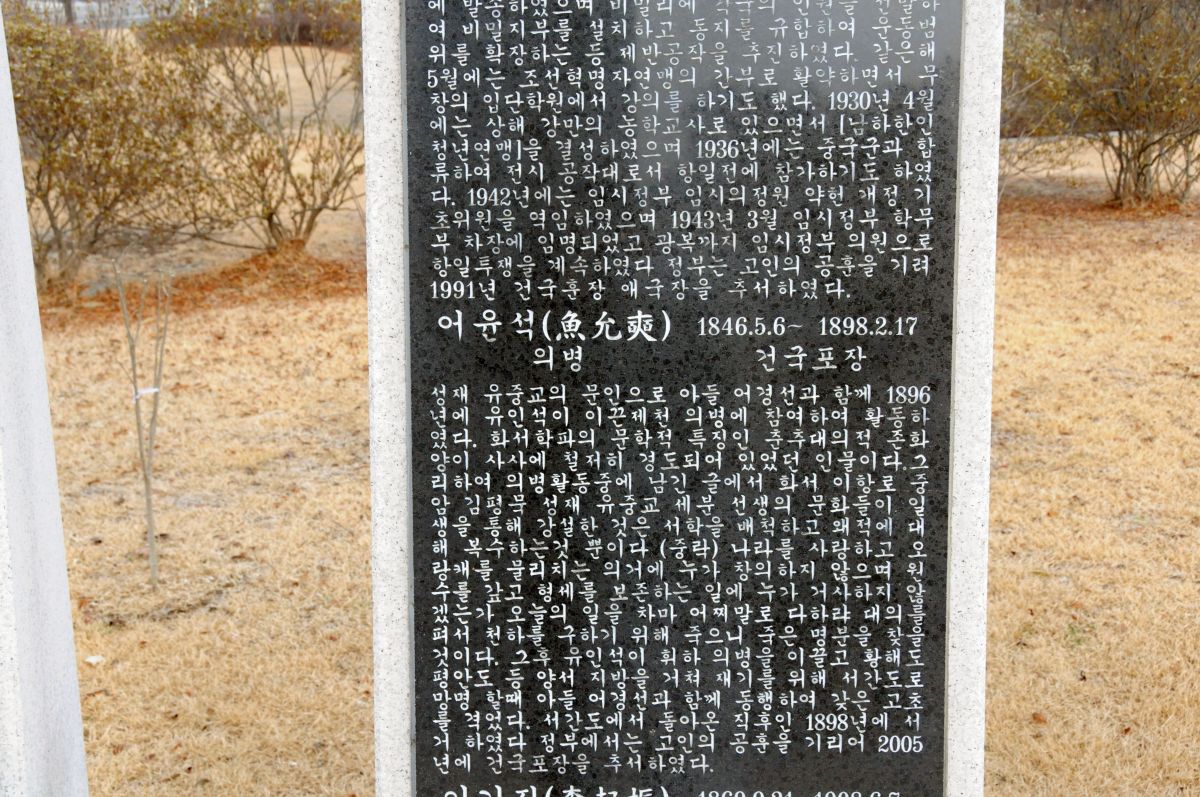 에 발송하였으며 비밀리에 각국의 인원을
여 비밀지부를 설치하고 동지를 규합하여 운동범
위를 확장하는 등 제반공작을 추진하였다. 같은 해
5월에는 조선혁명자연맹의 간부로 활약하면서 무
창의 입단학원에서 강의를 하기도 했다. 1930년 4월
에는 상해 강만의 농학교사로 있으면서 [남하한인
청년연맹]을 결성하였으며 1936년에는 중국군과 합
류하여 전시 공작대로서 항일전에 참가하기도 하였
다. 1942년에는 임시정부 임시의정원 약헌 개정 기
초위원을 역임하였으며 1943년 3월 임시정부 학무
부 차장에 임명되었고 광복까지 임시정부 의원으로
항일투쟁을 계속하였다 정부는 고인의 공훈을 기려
1991년 건국훈장 애국장을 추서하였다.
어윤석(魚允奭) 1846.5.6~ 1898.2.17
의병 건국포장
성재 유중교의 문인으로 아들 어경선과 함께 1896
년에 유인석이 이끈제천 의병에 참여하여 활동하
였다. 화서학파의 문학적 특징인 춘추대의적 존화
양이 사사에 철저히 경도되어 있었던 인물이다.그
리하여 의병활동중에 남긴 글에서 화서 이항로 중
암 김평묵 성재 유중교 세분 선생의 문화들이 일
생을 통해 강설한 것은 서학을 배척하고 왜적에 대
해 복수하는것 뿐이다 (중략) 나라를 사랑하고 오
랑캐를 물리치는 의거에 누가 창의하지 않으며 원
수를 갚고 형세를 보존하는 일에 누가 거사하지 않
겠는가 오늘의 일을 차마 어찌말로 다하랴 대의를
펴서 천하를 구하기 위해 죽으니 죽은 명분을 찾을
것이다. 그후 유인석이 휘하 의병을 이끌고 황해도
평안도 등 양서 지방을 거쳐 재기를 위해 서간도로
망명 할때 아들 어경선과 함께 동행하여 갖은 고초
를 겪었다. 서간도에서 돌아온 직후인 1898년에 서
거 하였다 정부에서는 고인의 공훈을 기리어 2005
년에 건국포장을 추서하였다.